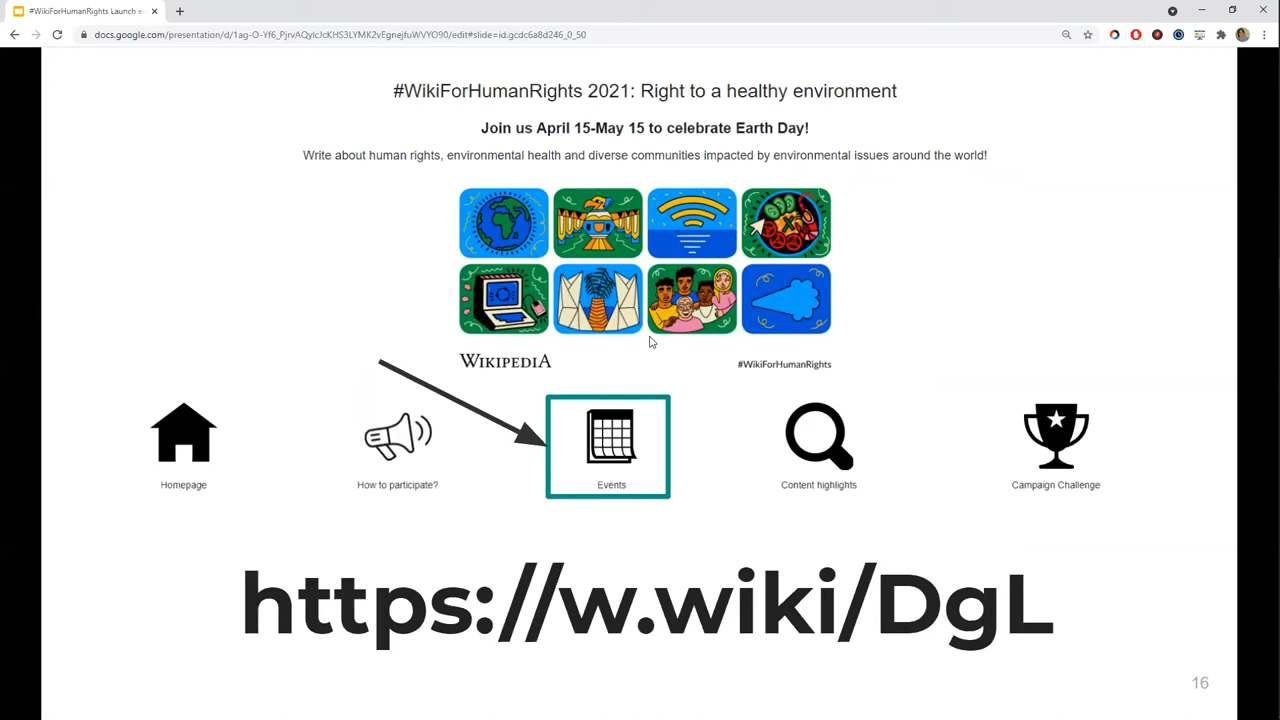 #WikiForHumanRights Launch e
docs.google.com/presentation/d/1ag-O-Yf6_PjrvAQyIcJcKHS3LYMK2vEgnejfuWVYO90/edit#slide=id.gcdc6a8d246_0_50
#WikiForHumanRights 2021: Right to a healthy environment
Join us April 15-May 15 to celebrate Earth Day!
Write about human rights, environmental health and diverse communities impacted by environmental issues around the world!
WIKIPEDIA
#WikiForHumanRights
Homepage
How to participate?
Events
Content highlights
Campaign Challenge
https://w.wiki/DgL
16